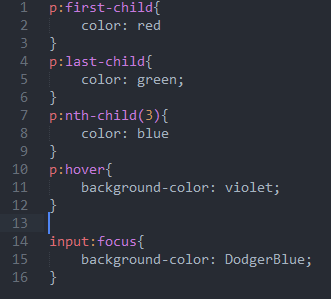 1 p:first-child{
2     color: red
3 }
4 p:last-child{
5     color: green;
6 }
7 p:nth-child(3){
8     color: blue
9 }
10 p:hover{
11     background-color: violet;
12 }
13
14 input:focus{
15     background-color: DodgerBlue;
16 }